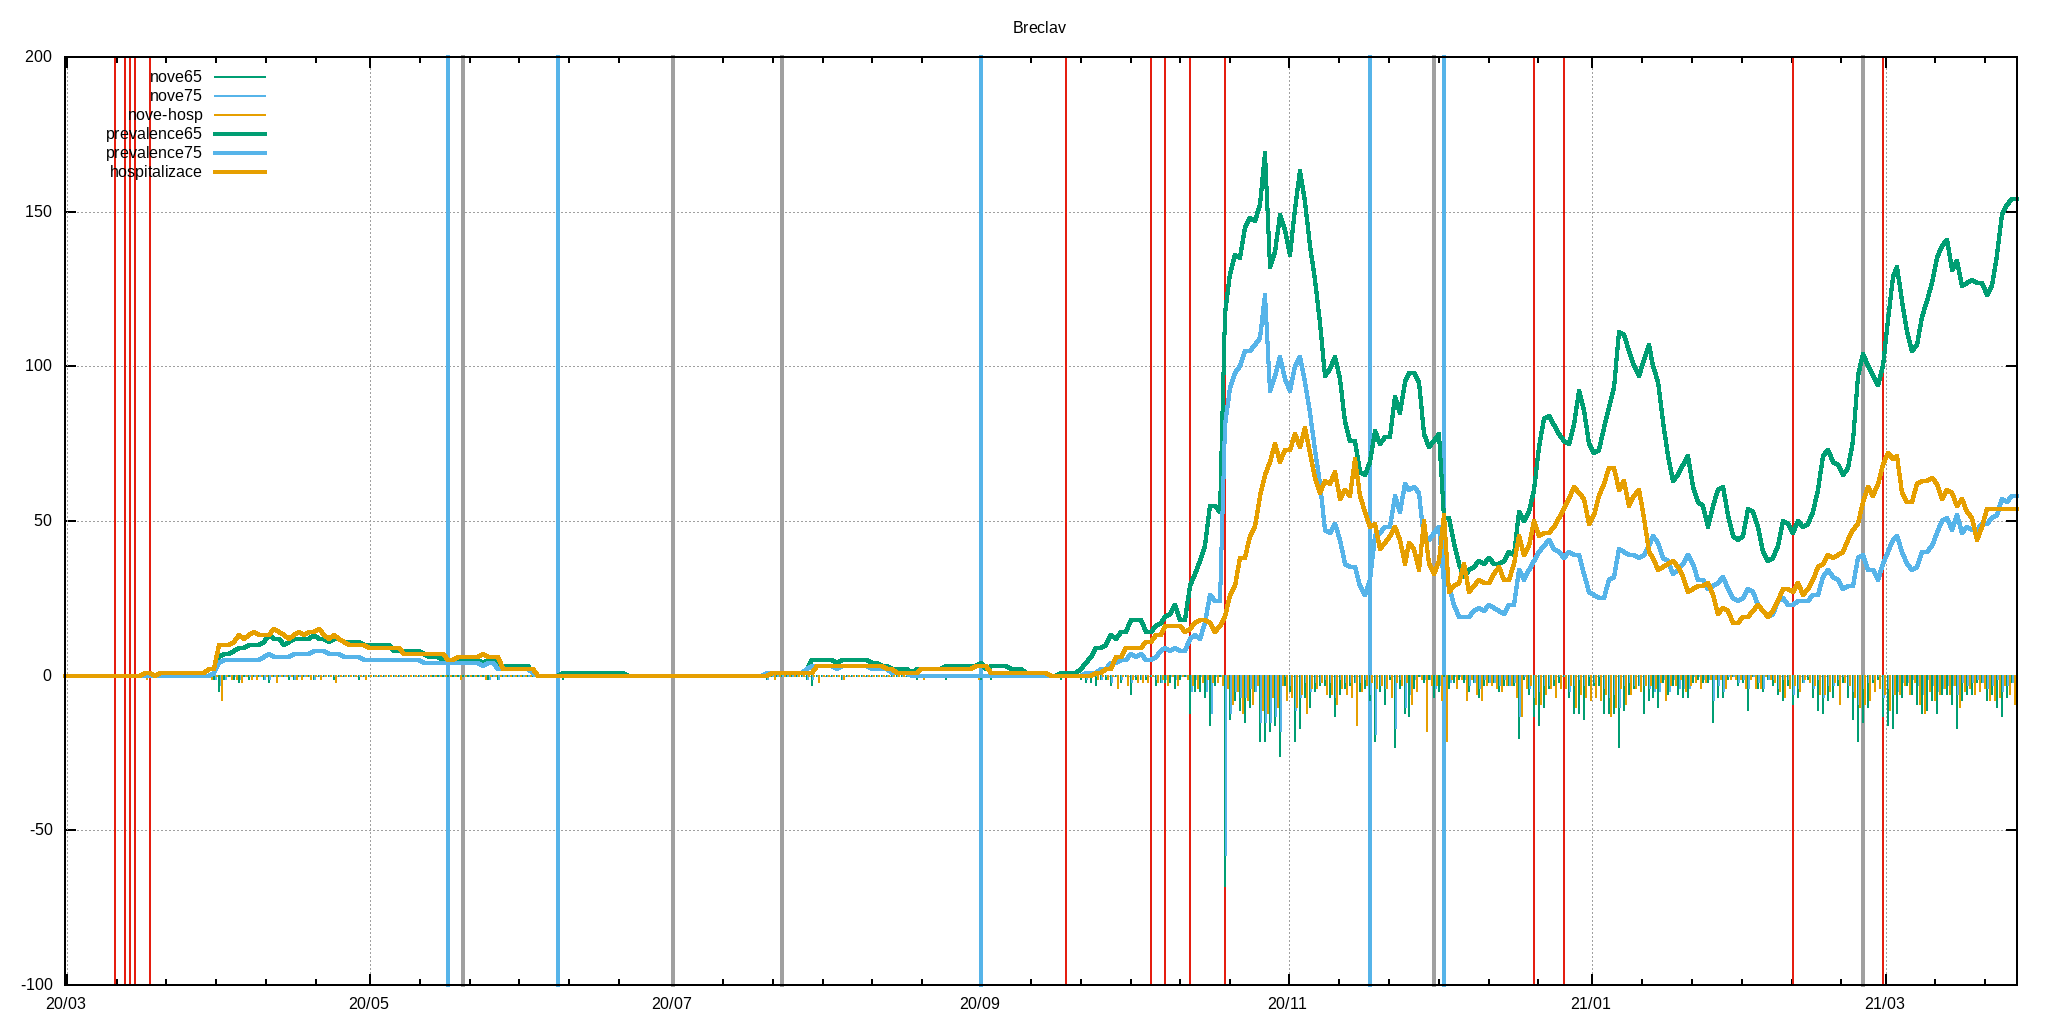 Breclav
200
nove65
nove75
nove-hosp
prevalence65
prevalence75
hospitalizace
150
100
50
0
-50
-100
20/03 20/05 20/07 20/09 20/11 21/01 21/03